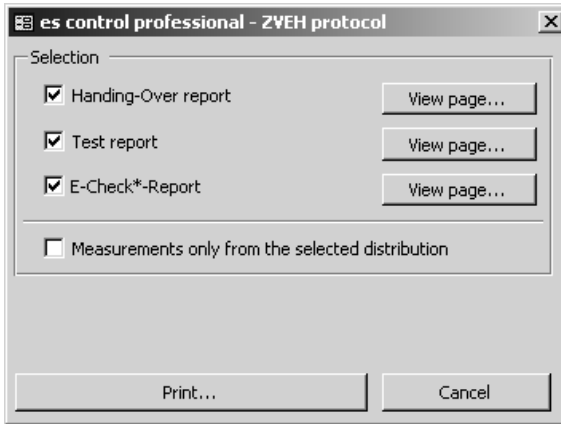 es control professional - ZVEH protocol
Selection
Handing-Over report View page...
Test report View page...
E-Check*-Report View page...
Measurements only from the selected distribution
Print... Cancel